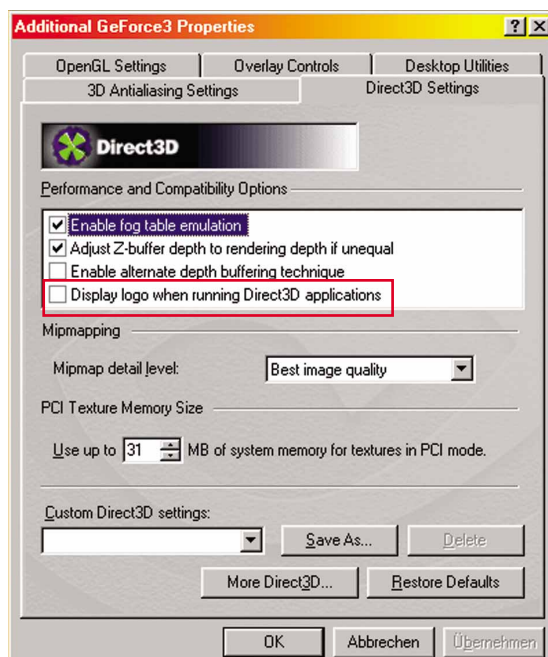 Additional GeForce3 Properties
OpenGL Settings
Overlay Controls
Desktop Utilities
3D Antialiasing Settings
Direct3D Settings
Direct3D
Performance and Compatibility Options
Enable fog table emulation
Adjust Z-buffer depth to rendering depth if unequal
Enable alternate depth buffering technique
Display logo when running Direct3D applications
Mipmapping
Mipmap detail level: Best image quality
PCI Texture Memory Size
Use up to 31 MB of system memory for textures in PCI mode.
Custom Direct3D settings:
Save As...
Delete
More Direct3D...
Restore Defaults
OK
Abbrechen
Übernehmen